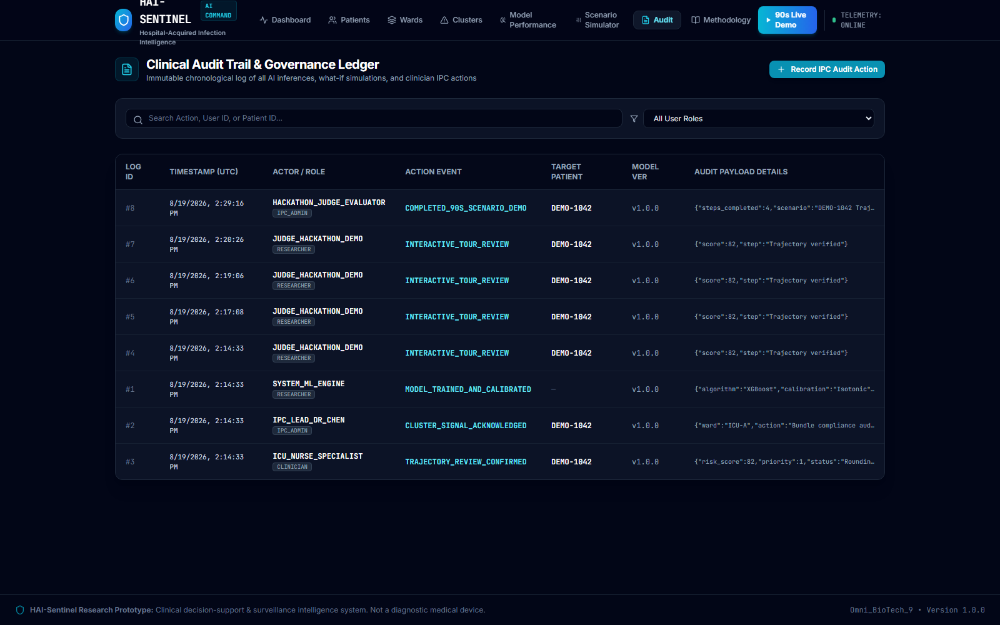 HAI-
SENTINEL
AI
COMMAND
Hospital-Acquired Infection
Intelligence
Dashboard
Patients
Wards
Clusters
Model
Performance
Scenario
Simulator
Audit
Methodology
90s Live
Demo
TELEMETRY:
ONLINE
Clinical Audit Trail & Governance Ledger
Immutable chronological log of all AI inferences, what-if simulations, and clinician IPC actions
+ Record IPC Audit Action
Search Action, User ID, or Patient ID...
All User Roles
LOG
ID
TIMESTAMP (UTC)
ACTOR / ROLE
ACTION EVENT
TARGET
PATIENT
MODEL
VER
AUDIT PAYLOAD DETAILS
#8
8/19/2026, 2:29:16
PM
HACKATHON_JUDGE_EVALUATOR
IPC_ADMIN
COMPLETED_90S_SCENARIO_DEMO
DEMO-1042
v1.0.0
{"steps_completed":4,"scenario":"DEMO-1042 Traj…
#7
8/19/2026, 2:20:26
PM
JUDGE_HACKATHON_DEMO
RESEARCHER
INTERACTIVE_TOUR_REVIEW
DEMO-1042
v1.0.0
{"score":82,"step":"Trajectory verified"}
#6
8/19/2026, 2:19:06
PM
JUDGE_HACKATHON_DEMO
RESEARCHER
INTERACTIVE_TOUR_REVIEW
DEMO-1042
v1.0.0
{"score":82,"step":"Trajectory verified"}
#5
8/19/2026, 2:17:08
PM
JUDGE_HACKATHON_DEMO
RESEARCHER
INTERACTIVE_TOUR_REVIEW
DEMO-1042
v1.0.0
{"score":82,"step":"Trajectory verified"}
#4
8/19/2026, 2:14:33
PM
JUDGE_HACKATHON_DEMO
RESEARCHER
INTERACTIVE_TOUR_REVIEW
DEMO-1042
v1.0.0
{"score":82,"step":"Trajectory verified"}
#1
8/19/2026, 2:14:33
PM
SYSTEM_ML_ENGINE
RESEARCHER
MODEL_TRAINED_AND_CALIBRATED
—
v1.0.0
{"algorithm":"XGBoost","calibration":"Isotonic"…
#2
8/19/2026, 2:14:33
PM
IPC_LEAD_DR_CHEN
IPC_ADMIN
CLUSTER_SIGNAL_ACKNOWLEDGED
DEMO-1042
v1.0.0
{"ward":"ICU-A","action":"Bundle compliance aud…
#3
8/19/2026, 2:14:33
PM
ICU_NURSE_SPECIALIST
CLINICIAN
TRAJECTORY_REVIEW_CONFIRMED
DEMO-1042
v1.0.0
{"risk_score":82,"priority":1,"status":"Roundin…
HAI-Sentinel Research Prototype: Clinical decision-support & surveillance intelligence system. Not a diagnostic medical device.
Omni_BioTech_9 • Version 1.0.0